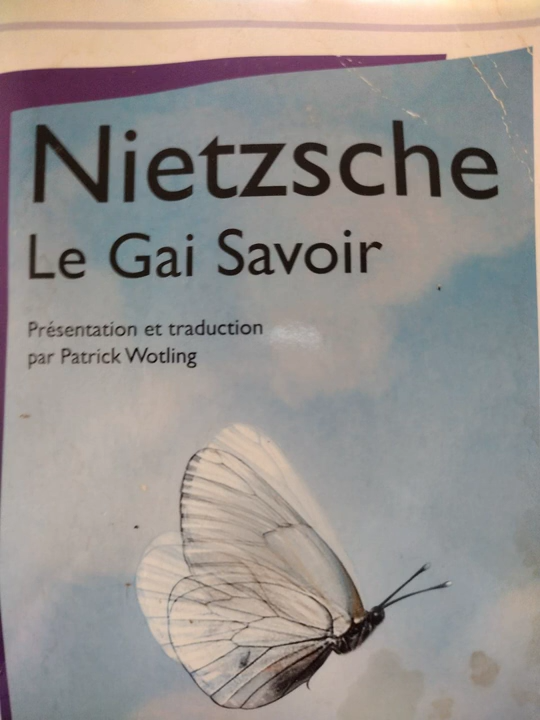 Nietzsche
Le Gai Savoir
Présentation et traduction
par Patrick Wotling